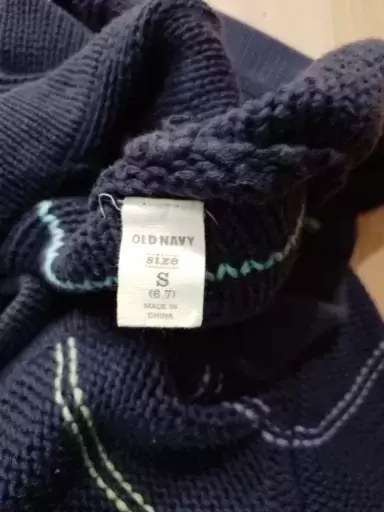 OLD NAVY
size
S
(6-7)
MADE IN
CHINA